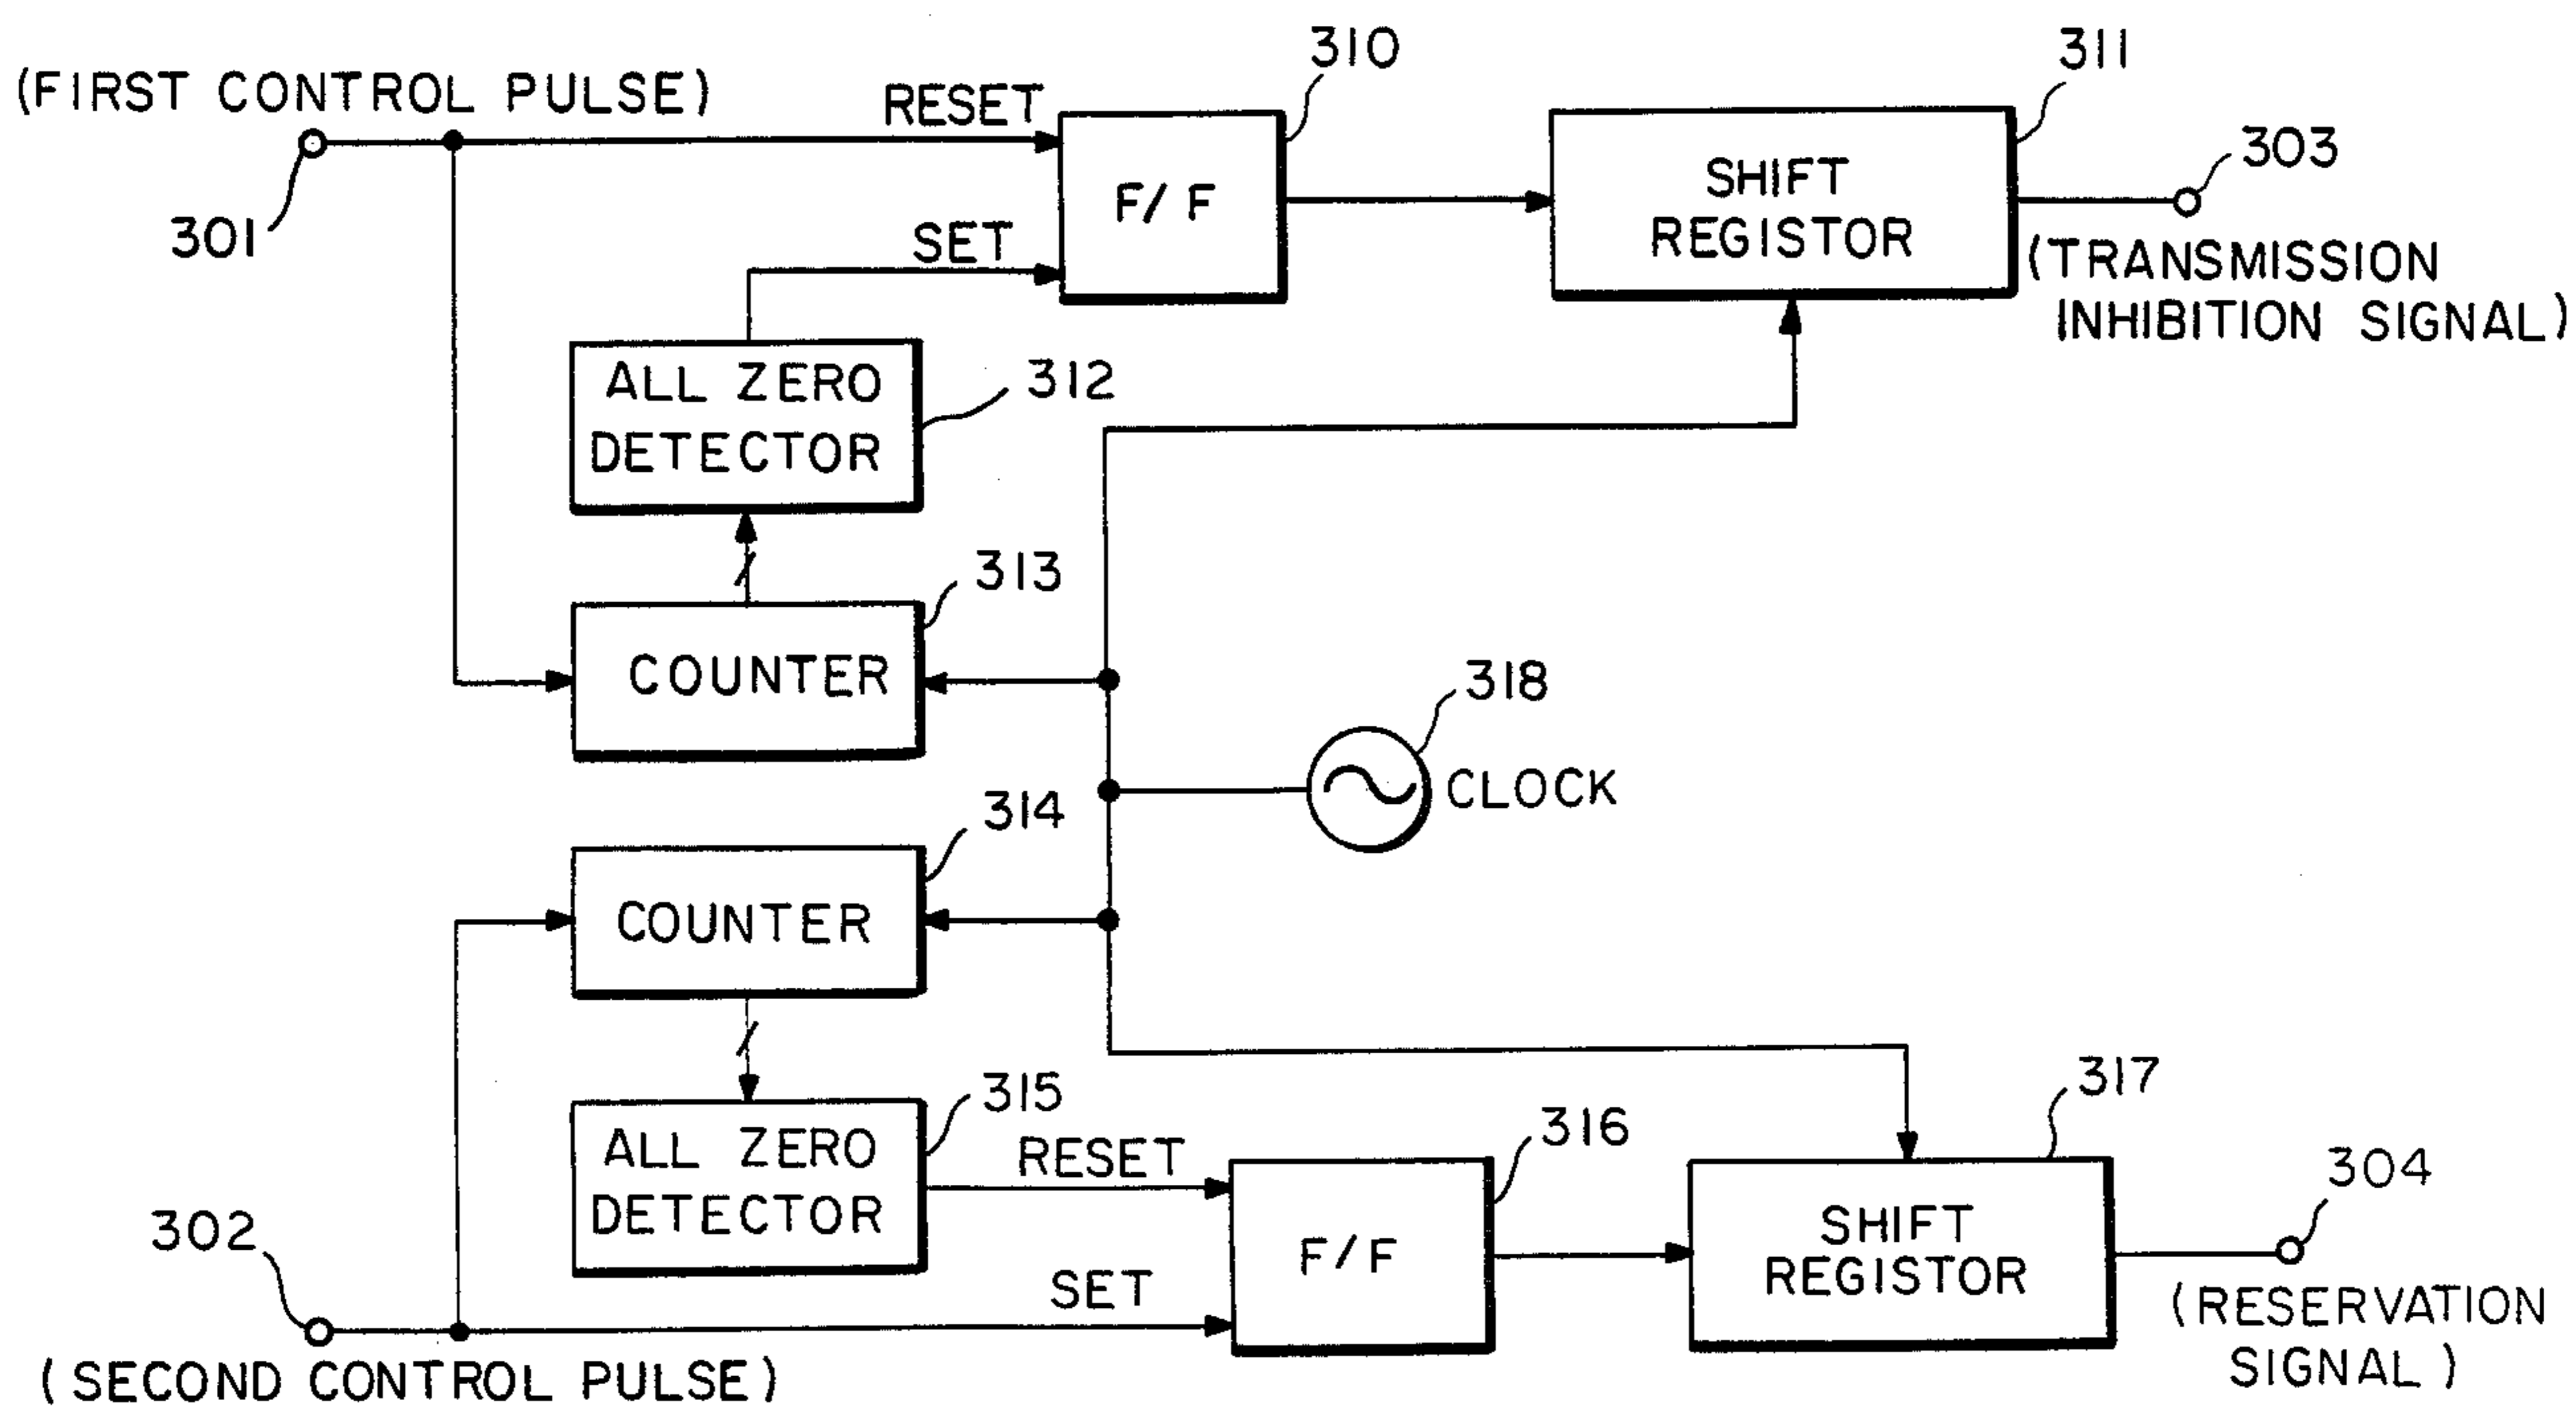 310
311
(FIRST CONTROL PULSE)
RESET
303
301
F/F
SHIFT
REGISTOR
SET
(TRANSMISSION
INHIBITION SIGNAL)
ALL ZERO
DETECTOR
312
313
COUNTER
318
CLOCK
314
COUNTER
315
317
ALL ZERO
DETECTOR
RESET
316
304
302
F/F
SHIFT
REGISTOR
SET
(RESERVATION
SIGNAL)
(SECOND CONTROL PULSE)